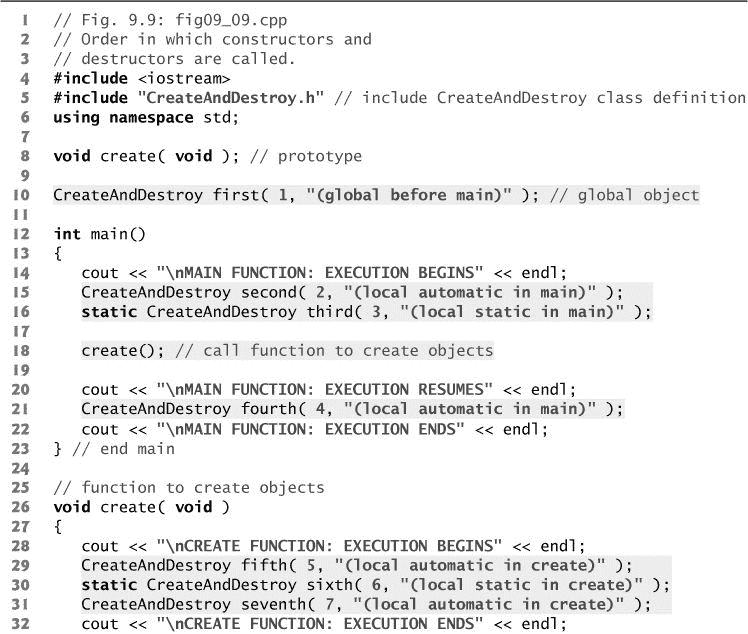 1 // Fig. 9.9: fig09_09.cpp
2 // Order in which constructors and
3 // destructors are called.
4 #include <iostream>
5 #include "CreateAndDestroy.h" // include CreateAndDestroy class definition
6 using namespace std;
7
8 void create( void ); // prototype
9
10 CreateAndDestroy first( 1, "(global before main)" ); // global object
11
12 int main()
13 {
14    cout << "\nMAIN FUNCTION: EXECUTION BEGINS" << endl;
15    CreateAndDestroy second( 2, "(local automatic in main)" );
16    static CreateAndDestroy third( 3, "(local static in main)" );
17
18    create(); // call function to create objects
19
20    cout << "\nMAIN FUNCTION: EXECUTION RESUMES" << endl;
21    CreateAndDestroy fourth( 4, "(local automatic in main)" );
22    cout << "\nMAIN FUNCTION: EXECUTION ENDS" << endl;
23 } // end main
24
25 // function to create objects
26 void create( void )
27 {
28    cout << "\nCREATE FUNCTION: EXECUTION BEGINS" << endl;
29    CreateAndDestroy fifth( 5, "(local automatic in create)" );
30    static CreateAndDestroy sixth( 6, "(local static in create)" );
31    CreateAndDestroy seventh( 7, "(local automatic in create)" );
32    cout << "\nCREATE FUNCTION: EXECUTION ENDS" << endl;